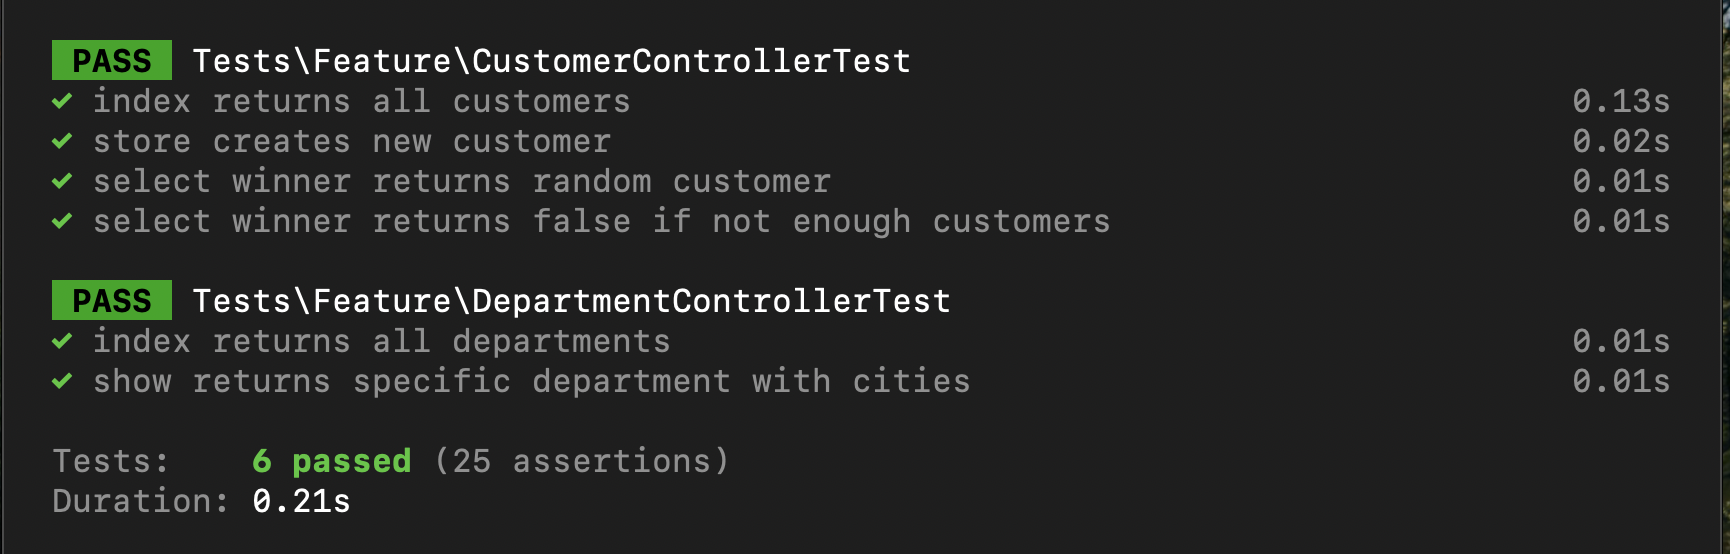 PASS Tests\Feature\CustomerControllerTest
✓ index returns all customers 0.13s
✓ store creates new customer 0.02s
✓ select winner returns random customer 0.01s
✓ select winner returns false if not enough customers 0.01s
PASS Tests\Feature\DepartmentControllerTest
✓ index returns all departments 0.01s
✓ show returns specific department with cities 0.01s
Tests: 6 passed (25 assertions)
Duration: 0.21s